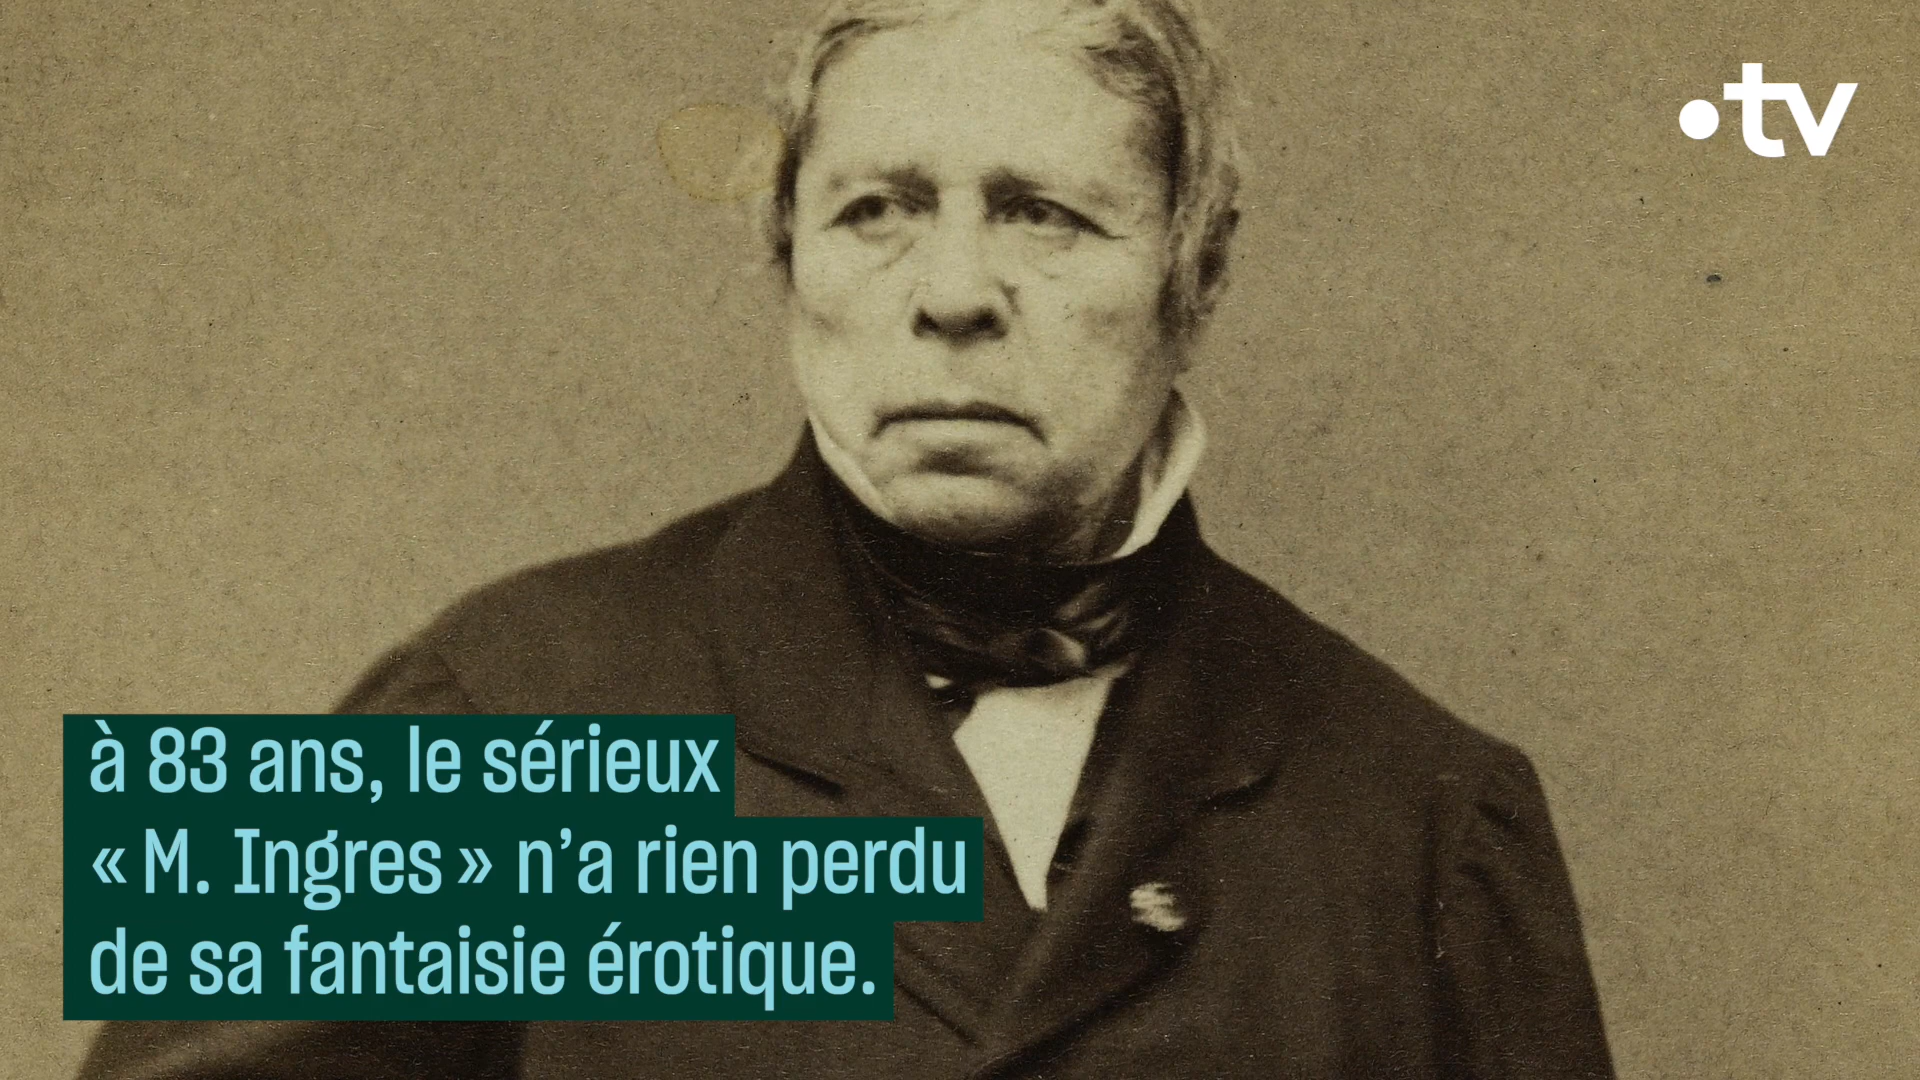 •tv
à 83 ans, le sérieux
« M. Ingres » n’a rien perdu
de sa fantaisie érotique.